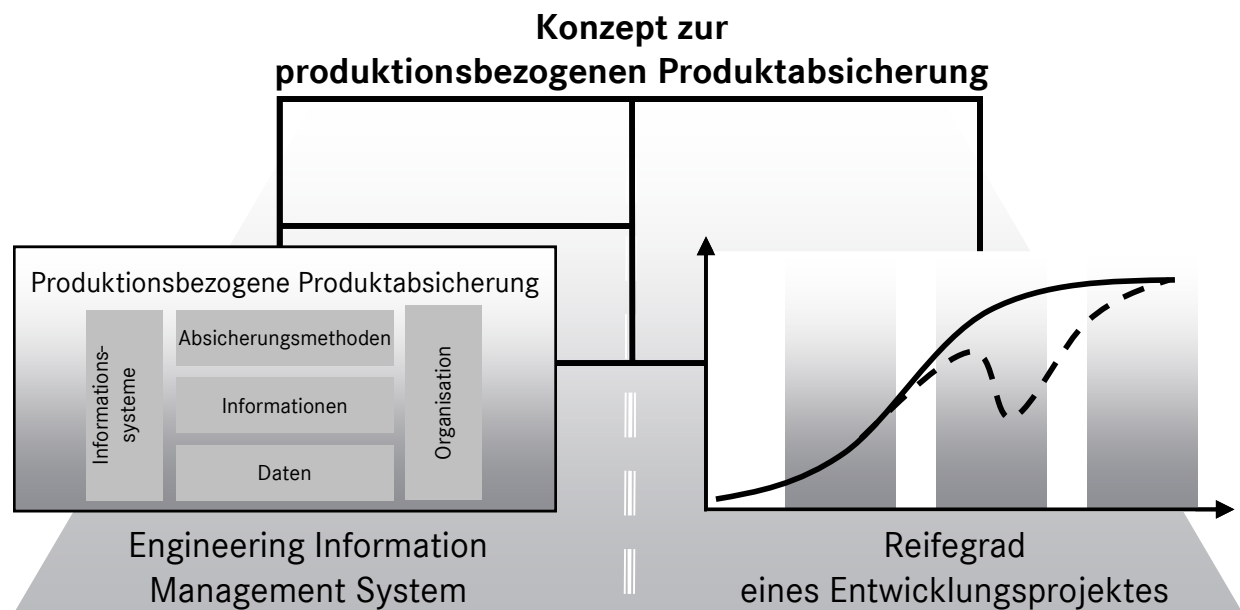 Konzept zur
produktionsbezogenen Produktabsicherung
Produktionsbezogene Produktabsicherung
Informations-
systeme
Absicherungsmethoden
Informationen
Daten
Organisation
Engineering Information
Management System
Reifegrad
eines Entwicklungsprojektes